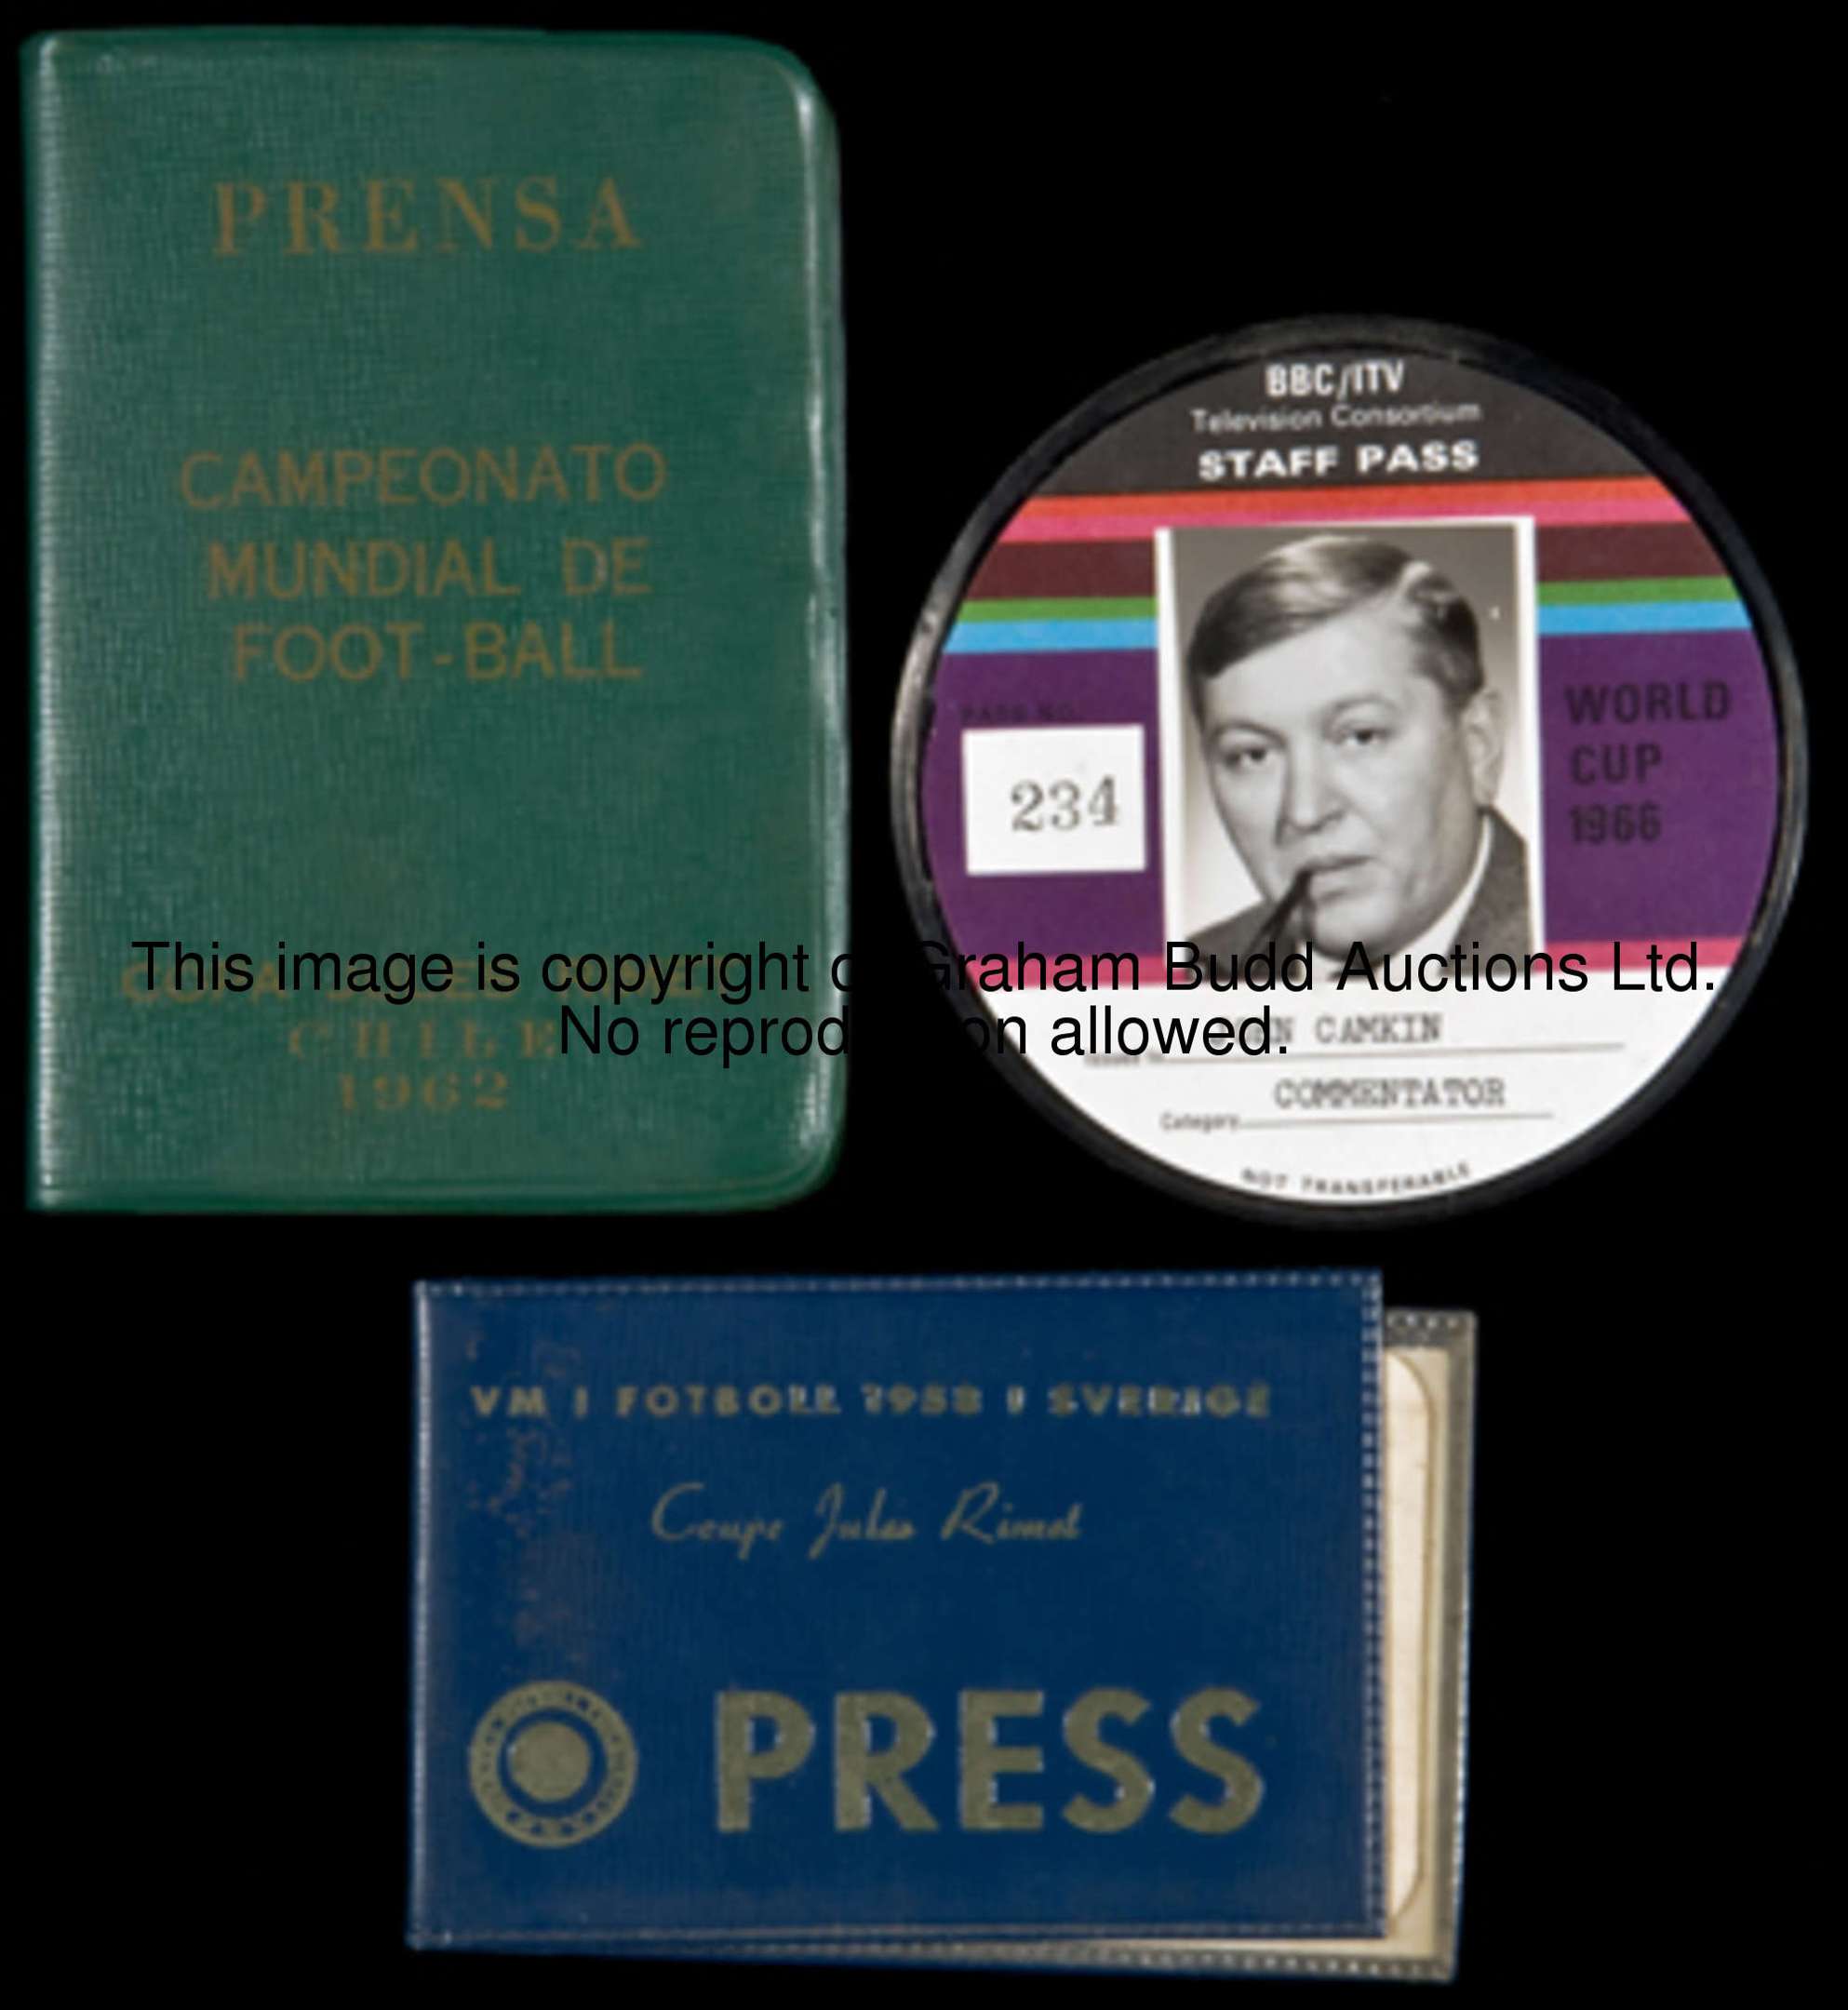 PRENSA
CAMPEONATO
MUNDIAL DE
FOOT-BALL
CHILE
1962
BBC/ITV
Television Consortium
STAFF PASS
PASS NO.
234
WORLD
CUP
1966
CAMKIN
COMMENTATOR
Category
NOT TRANSFERABLE
This image is copyright Graham Budd Auctions Ltd.
No allowed.
VM I FOTBOLL 1958 I SVERIGE
Coupe Jules Rimet
PRESS